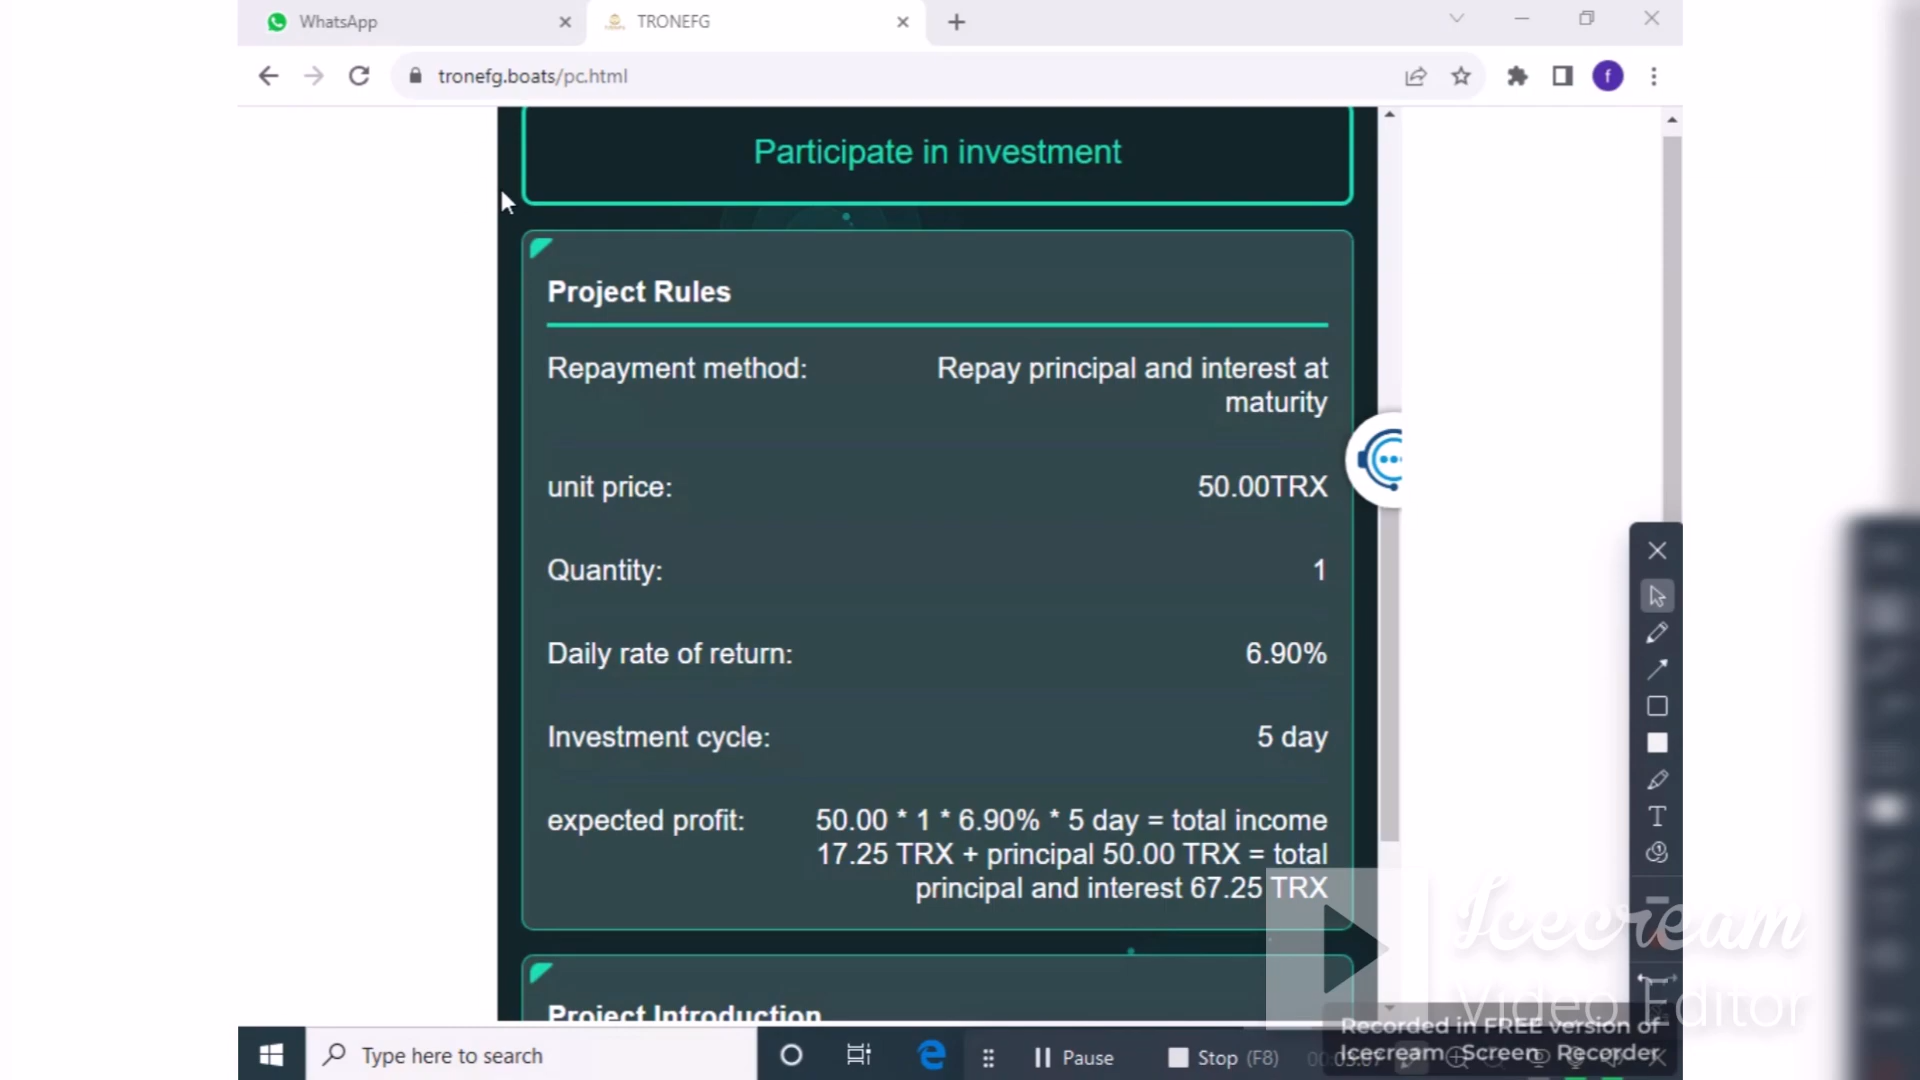 WhatsApp
TRONEFG
tronefg.boats/pc.html
f
Participate in investment
Project Rules
Repayment method: Repay principal and interest at
maturity
unit price: 50.00TRX
Quantity: 1
Daily rate of return: 6.90%
Investment cycle: 5 day
expected profit: 50.00 * 1 * 6.90% * 5 day = total income
17.25 TRX + principal 50.00 TRX = total
principal and interest 67.25 TRX
Project Introduction
T
Icecream
Video Editor
Recorded in FREE version of
Icecream Screen Recorder
Type here to search
Pause
Stop (F8)